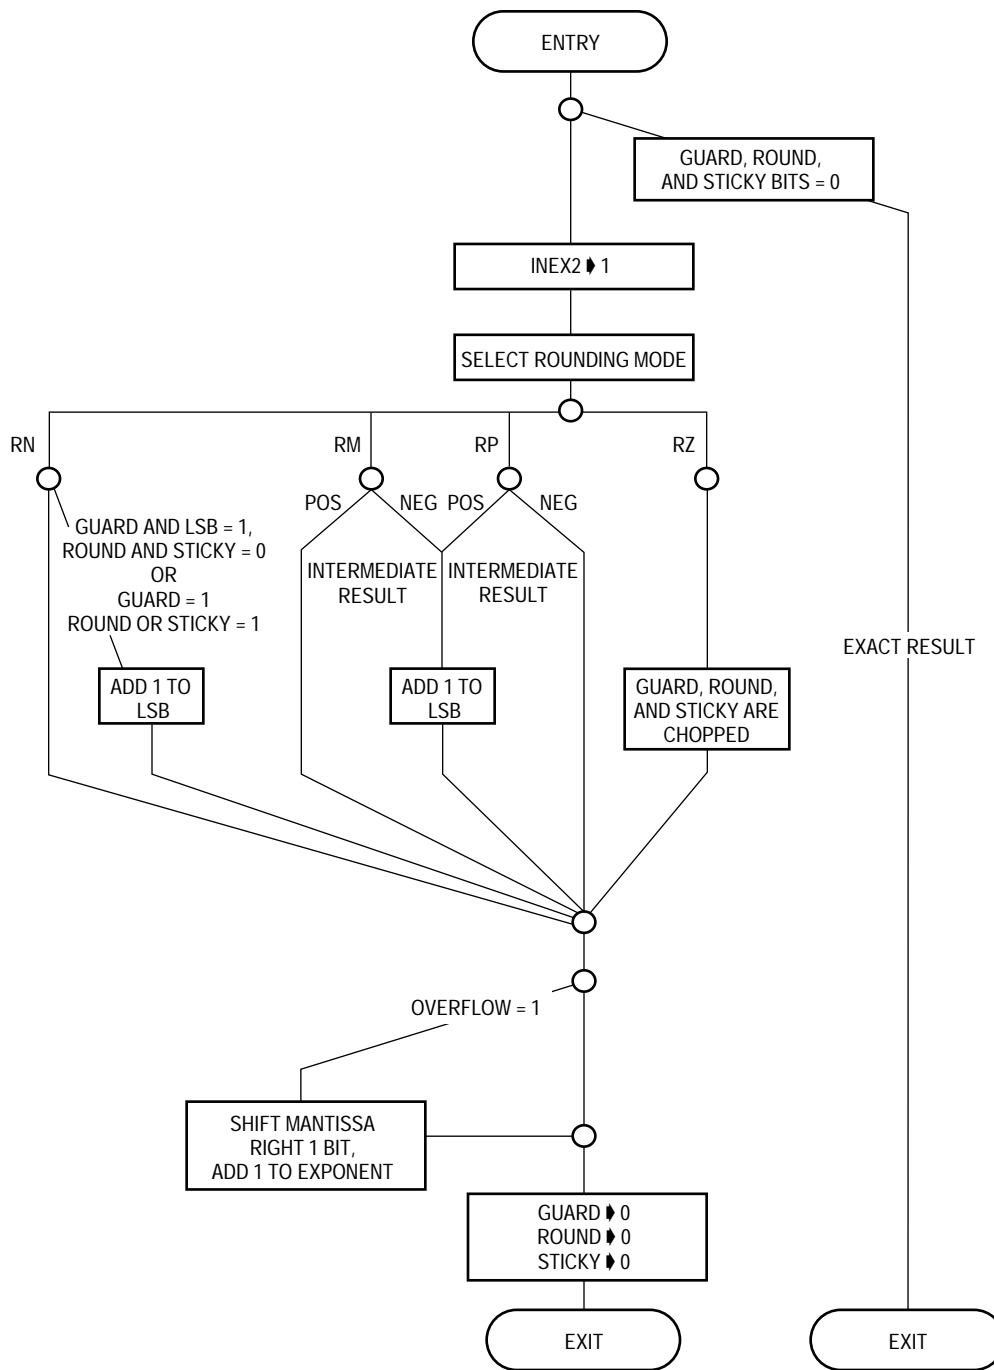 ENTRY
GUARD, ROUND,
AND STICKY BITS = 0
INEX2 ➧ 1
SELECT ROUNDING MODE
RN
RM
RP
RZ
POS
NEG
POS
NEG
GUARD AND LSB = 1,
ROUND AND STICKY = 0
OR
GUARD = 1
ROUND OR STICKY = 1
INTERMEDIATE
RESULT
INTERMEDIATE
RESULT
EXACT RESULT
ADD 1 TO
LSB
ADD 1 TO
LSB
GUARD, ROUND,
AND STICKY ARE
CHOPPED
OVERFLOW = 1
SHIFT MANTISSA
RIGHT 1 BIT,
ADD 1 TO EXPONENT
GUARD ➧ 0
ROUND ➧ 0
STICKY ➧ 0
EXIT
EXIT